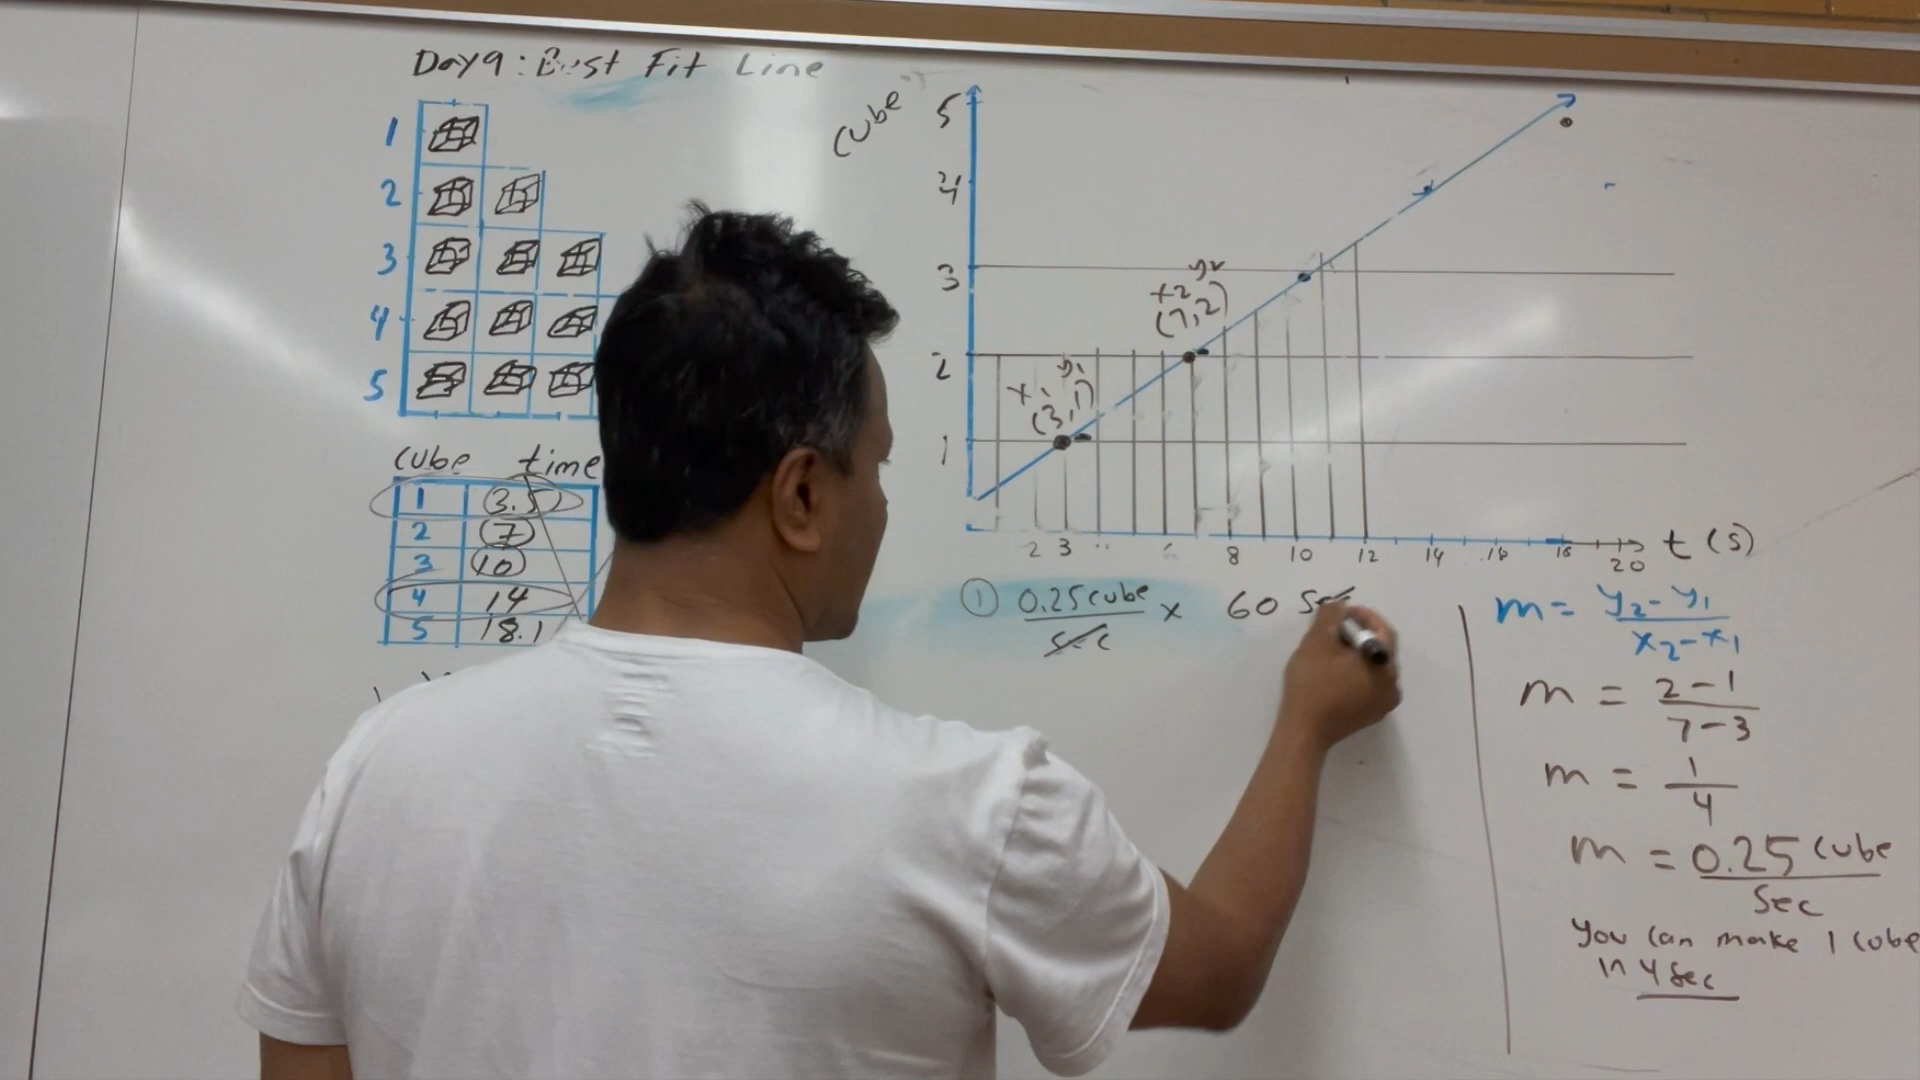 Day 9: Best Fit Line
1
2
3
4
5
cube time
1 3.5
2 7
3 10
4 14
5 18.1
cube
5
4
3
2
1
x2 y2
(7,2)
x1 y1
(3,1)
2 3 6 8 10 12 14 16 18 20
t (s)
① 0.25 cube x 60 sec
sec
m = y2-y1
x2-x1
m = 2-1
7-3
m = 1
4
m = 0.25 cube
sec
You can make 1 cube
in 4 sec